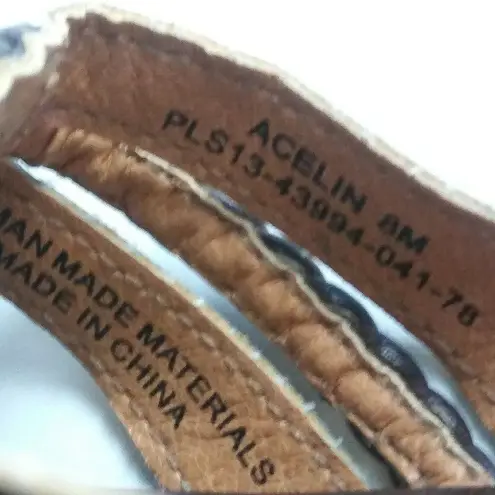 ACELIN 8M
PLS13-43994-041-78
MAN MADE MATERIALS
MADE IN CHINA